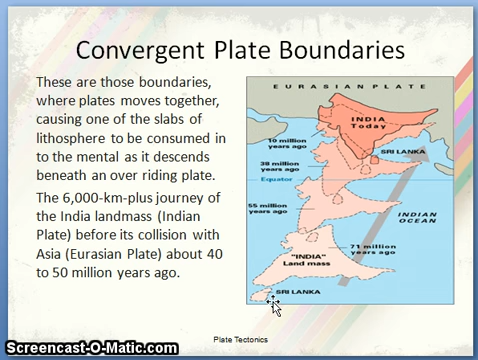 Convergent Plate Boundaries
These are those boundaries,
where plates moves together,
causing one of the slabs of
lithosphere to be consumed in
to the mental as it descends
beneath an over riding plate.
The 6,000-km-plus journey of
the India landmass (Indian
Plate) before its collision with
Asia (Eurasian Plate) about 40
to 50 million years ago.
EURASIAN PLATE
INDIA
Today
10 million
years ago
SRI LANKA
38 million
years ago
Equator
55 million
years ago
INDIAN
OCEAN
71 million
years ago
"INDIA"
Land mass
SRI LANKA
Plate Tectonics
Screencast-O-Matic.com